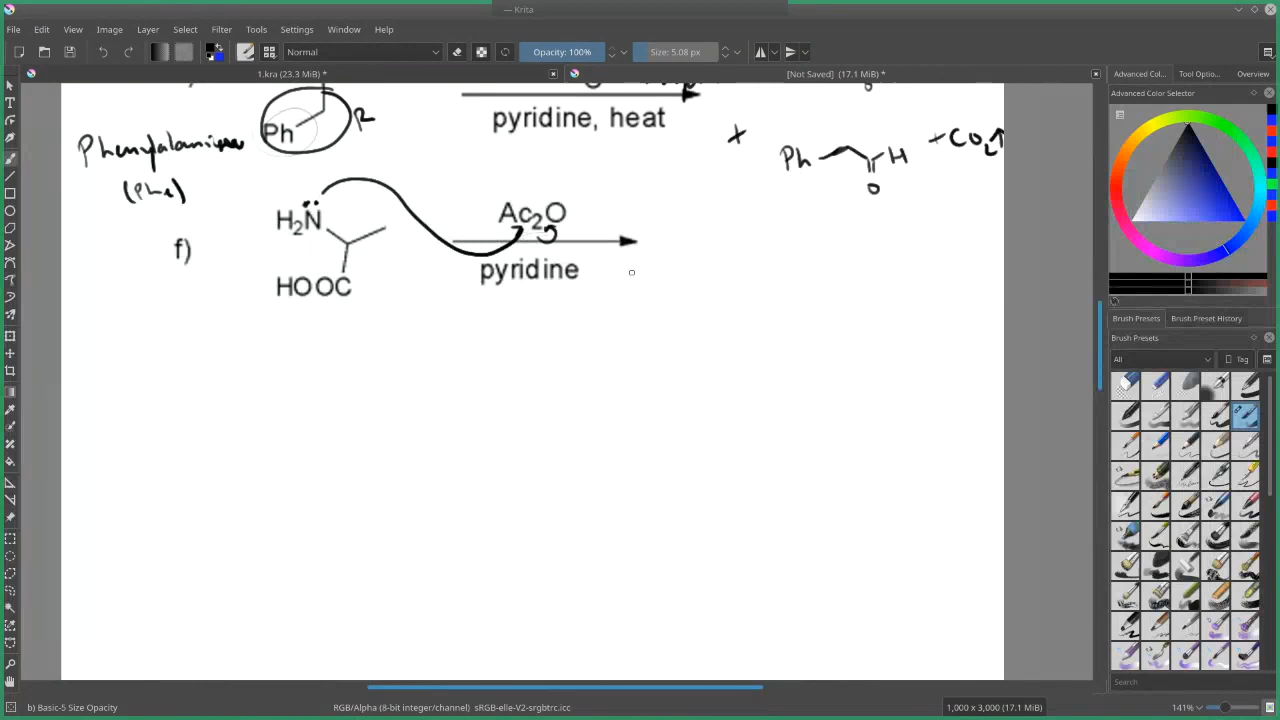 — Krita
File Edit View Image Layer Select Filter Tools Settings Window Help
Normal Opacity: 100% Size: 5.08 px
1.kra (23.3 MiB) * [Not Saved] (17.1 MiB) * Advanced Col... Tool Optio... Overview
Advanced Color Selector
pyridine, heat
Ph R
Phenylalanine
(Phe)
+ Ph H O + CO2↑
H2N Ac2O
f)
pyridine
HOOC
Brush Presets Brush Preset History
Brush Presets
All Tag
Search
b) Basic-5 Size Opacity RGB/Alpha (8-bit integer/channel) sRGB-elle-V2-srgbtrc.icc 1,000 x 3,000 (17.1 MiB) 141%